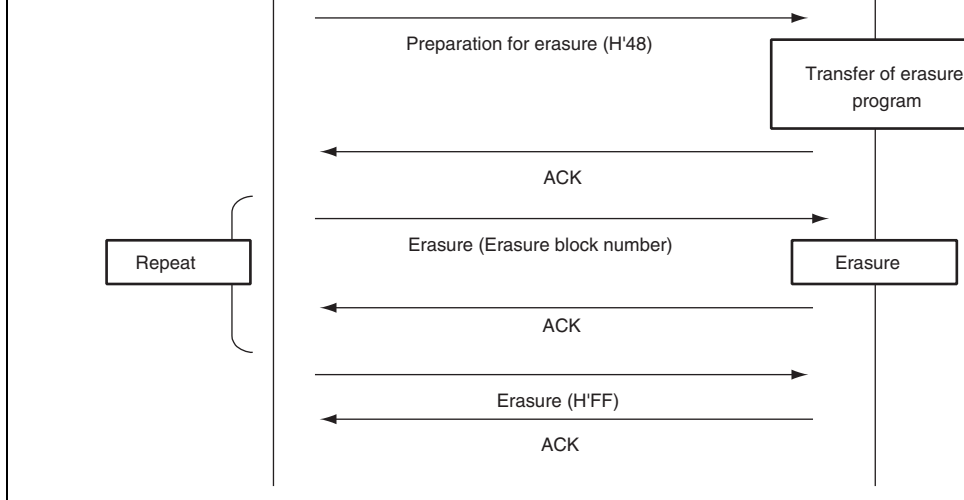 Preparation for erasure (H'48)
Transfer of erasure
program
ACK
Erasure (Erasure block number)
Repeat
Erasure
ACK
Erasure (H'FF)
ACK